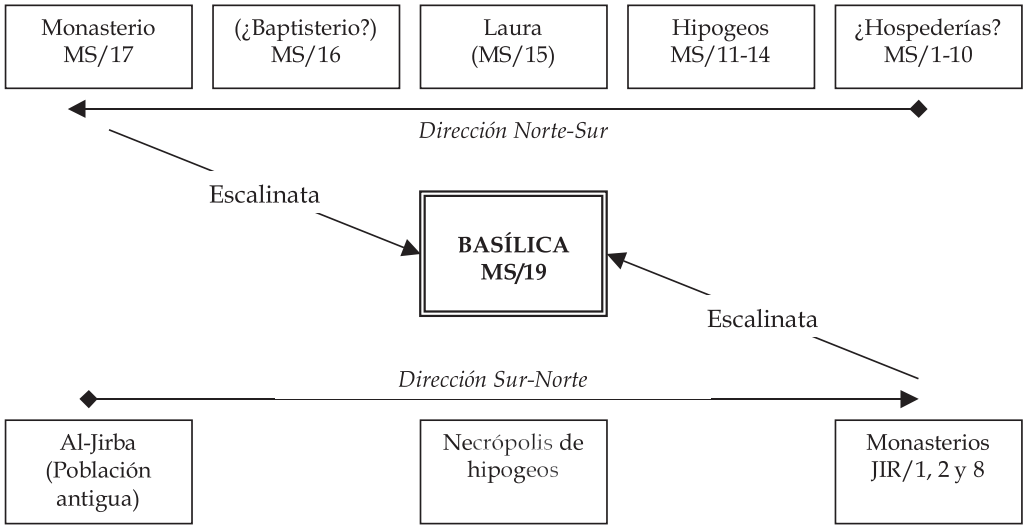 Monasterio
MS/17
(¿Baptisterio?)
MS/16
Laura
(MS/15)
Hipogeos
MS/11-14
¿Hospederías?
MS/1-10
Dirección Norte-Sur
Escalinata
BASÍLICA
MS/19
Escalinata
Dirección Sur-Norte
Al-Jirba
(Población
antigua)
Necrópolis de
hipogeos
Monasterios
JIR/1, 2 y 8